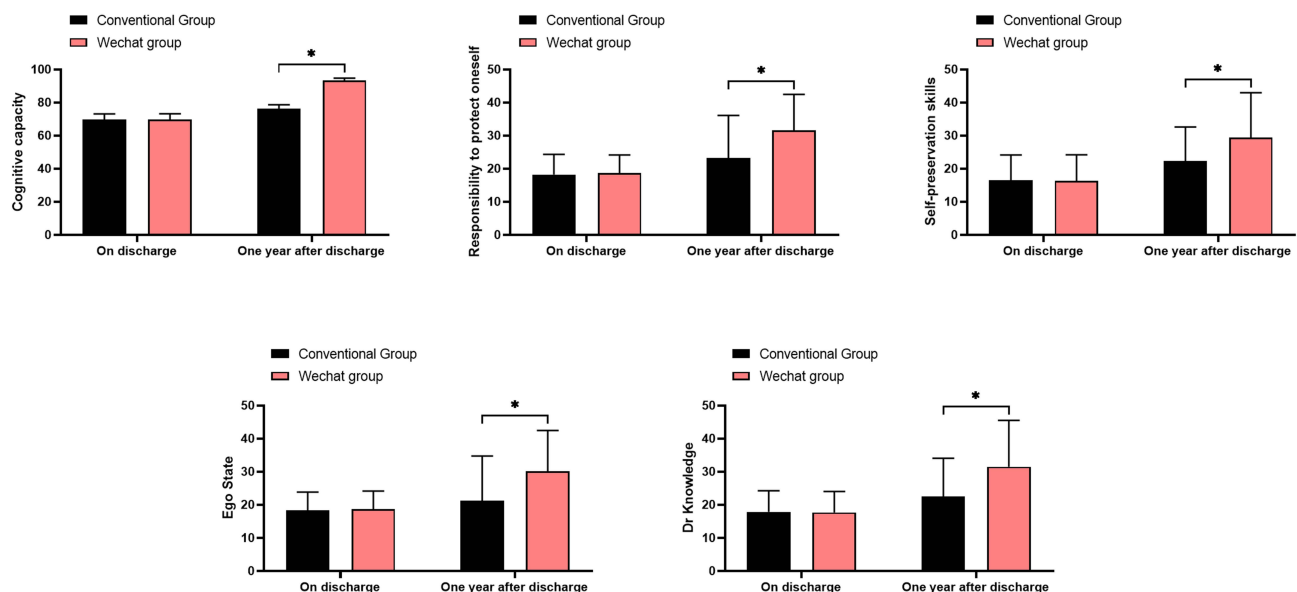 Conventional Group
Wechat group
*
Cognitive capacity
100
80
60
40
20
0
On discharge
One year after discharge
Conventional Group
Wechat group
*
Responsibility to protect oneself
50
40
30
20
10
0
On discharge
One year after discharge
Conventional Group
Wechat group
*
Self-preservation skills
50
40
30
20
10
0
On discharge
One year after discharge
Conventional Group
Wechat group
*
Ego State
50
40
30
20
10
0
On discharge
One year after discharge
Conventional Group
Wechat group
*
Dr Knowledge
50
40
30
20
10
0
On discharge
One year after discharge